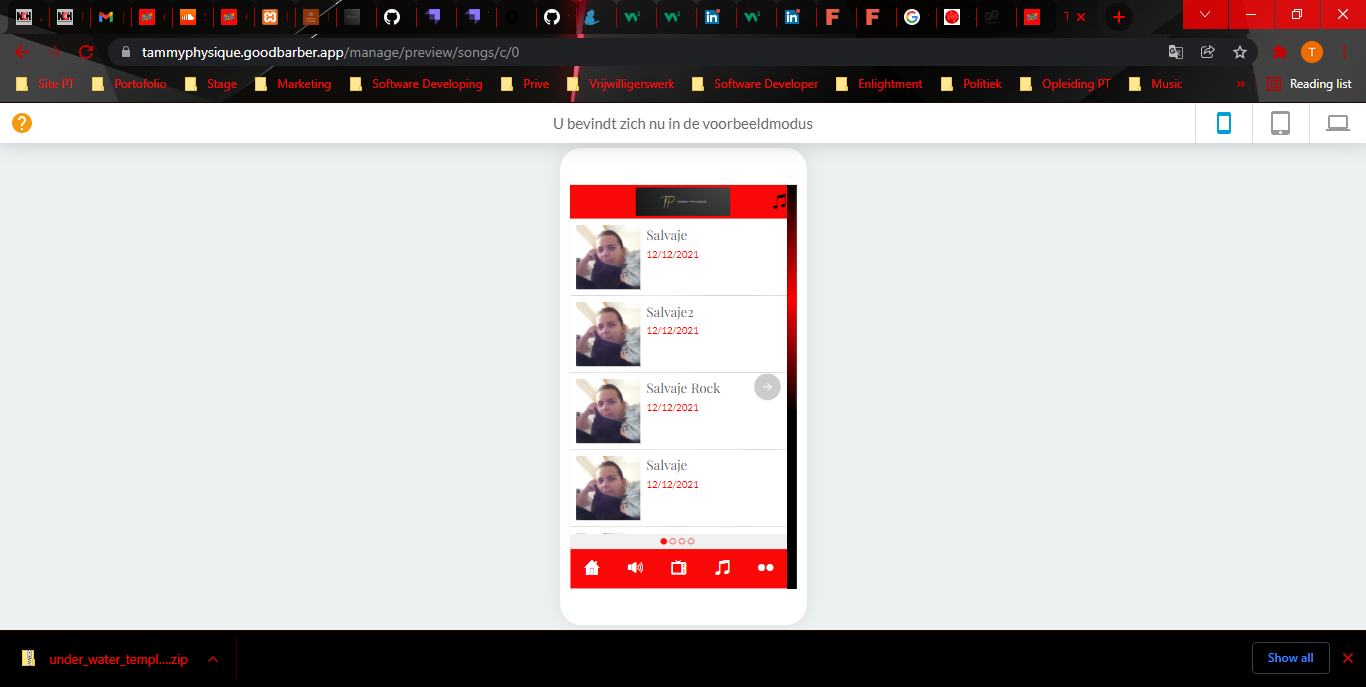 tammyphysique.goodbarber.app/manage/preview/songs/c/0
T
Site PT Portofolio Stage Marketing Software Developing Prive Vrijwilligerswerk Software Developer Enlightment Politiek Opleiding PT Music » Reading list
? U bevindt zich nu in de voorbeeldmodus
TP
Salvaje
12/12/2021
Salvaje2
12/12/2021
Salvaje Rock
12/12/2021
Salvaje
12/12/2021
under_water_templ....zip
Show all